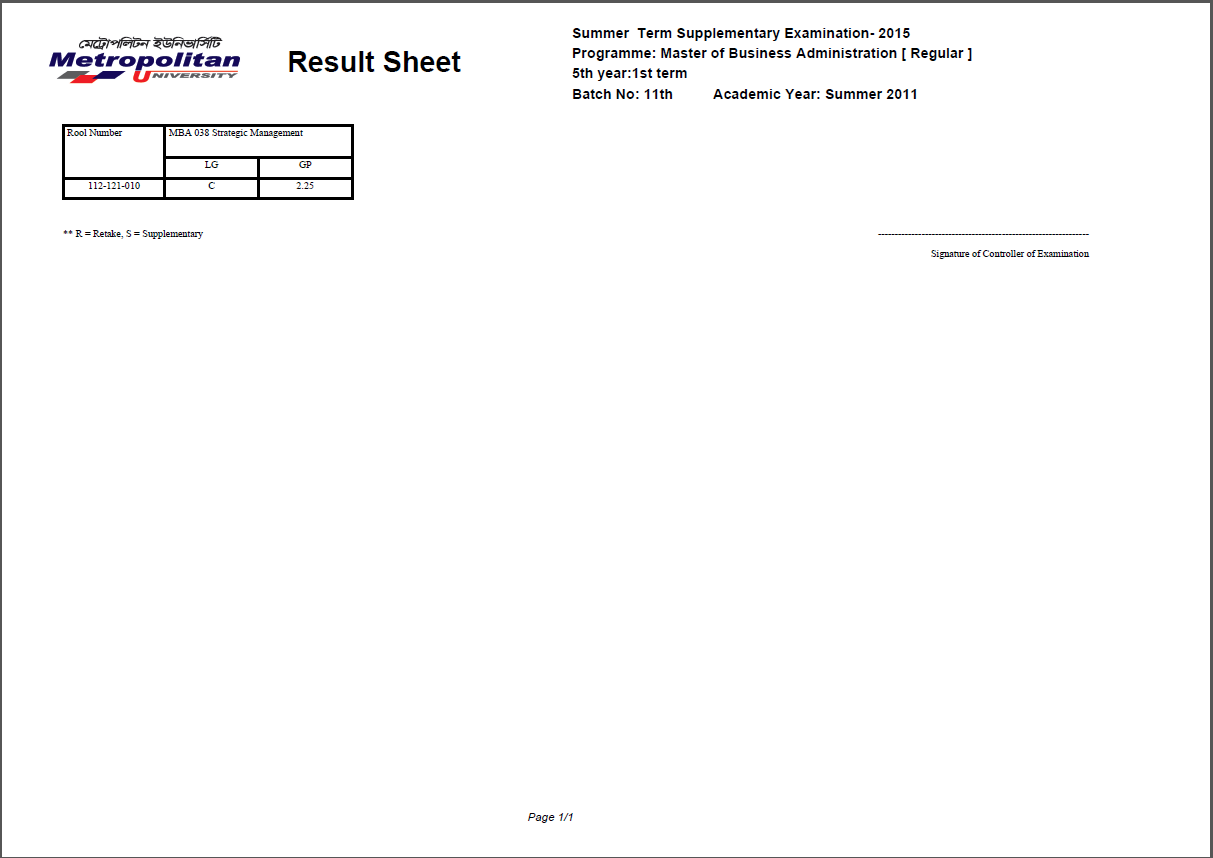 মেট্রোপলিটন ইউনিভার্সিটি
Metropolitan
UNIVERSITY
Result Sheet
Summer Term Supplementary Examination- 2015
Programme: Master of Business Administration [ Regular ]
5th year:1st term
Batch No: 11th Academic Year: Summer 2011
Rool Number MBA 038 Strategic Management
LG GP
112-121-010 C 2.25
** R = Retake, S = Supplementary
--------------------------------------------------------------
Signature of Controller of Examination
Page 1/1